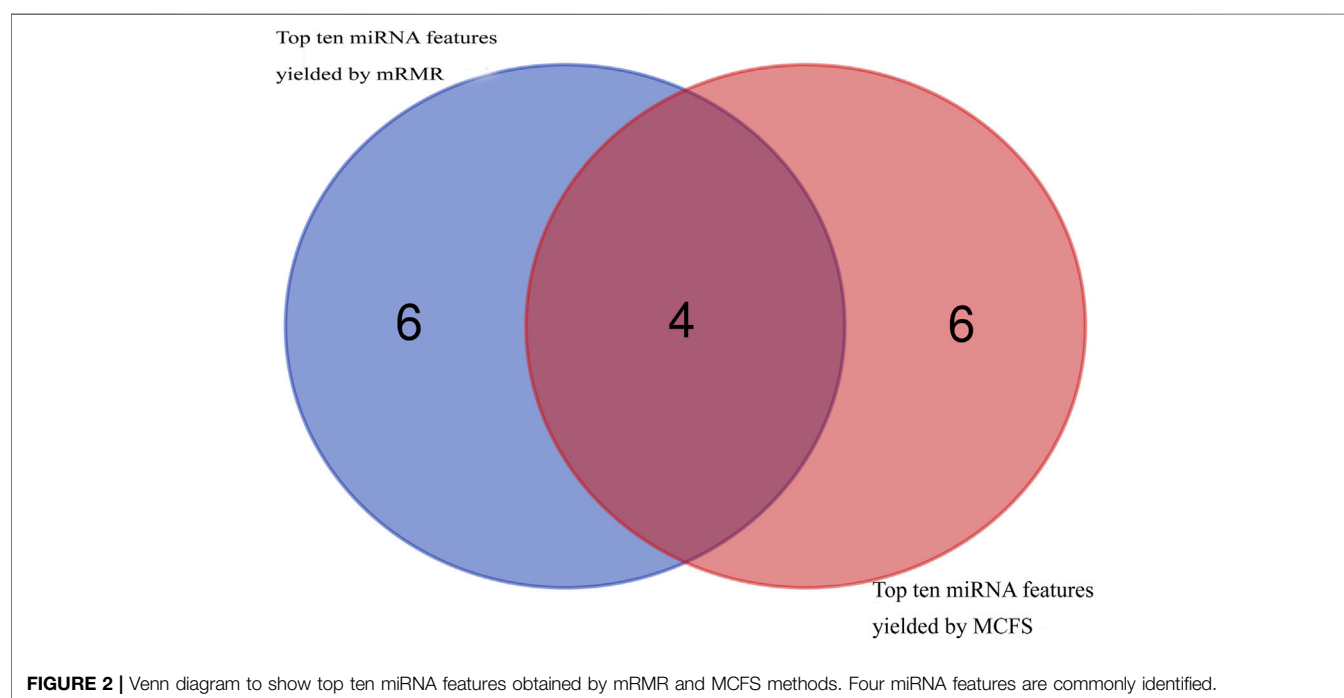 Top ten miRNA features
yielded by mRMR
6
4
6
Top ten miRNA features
yielded by MCFS
FIGURE 2 | Venn diagram to show top ten miRNA features obtained by mRMR and MCFS methods. Four miRNA features are commonly identified.